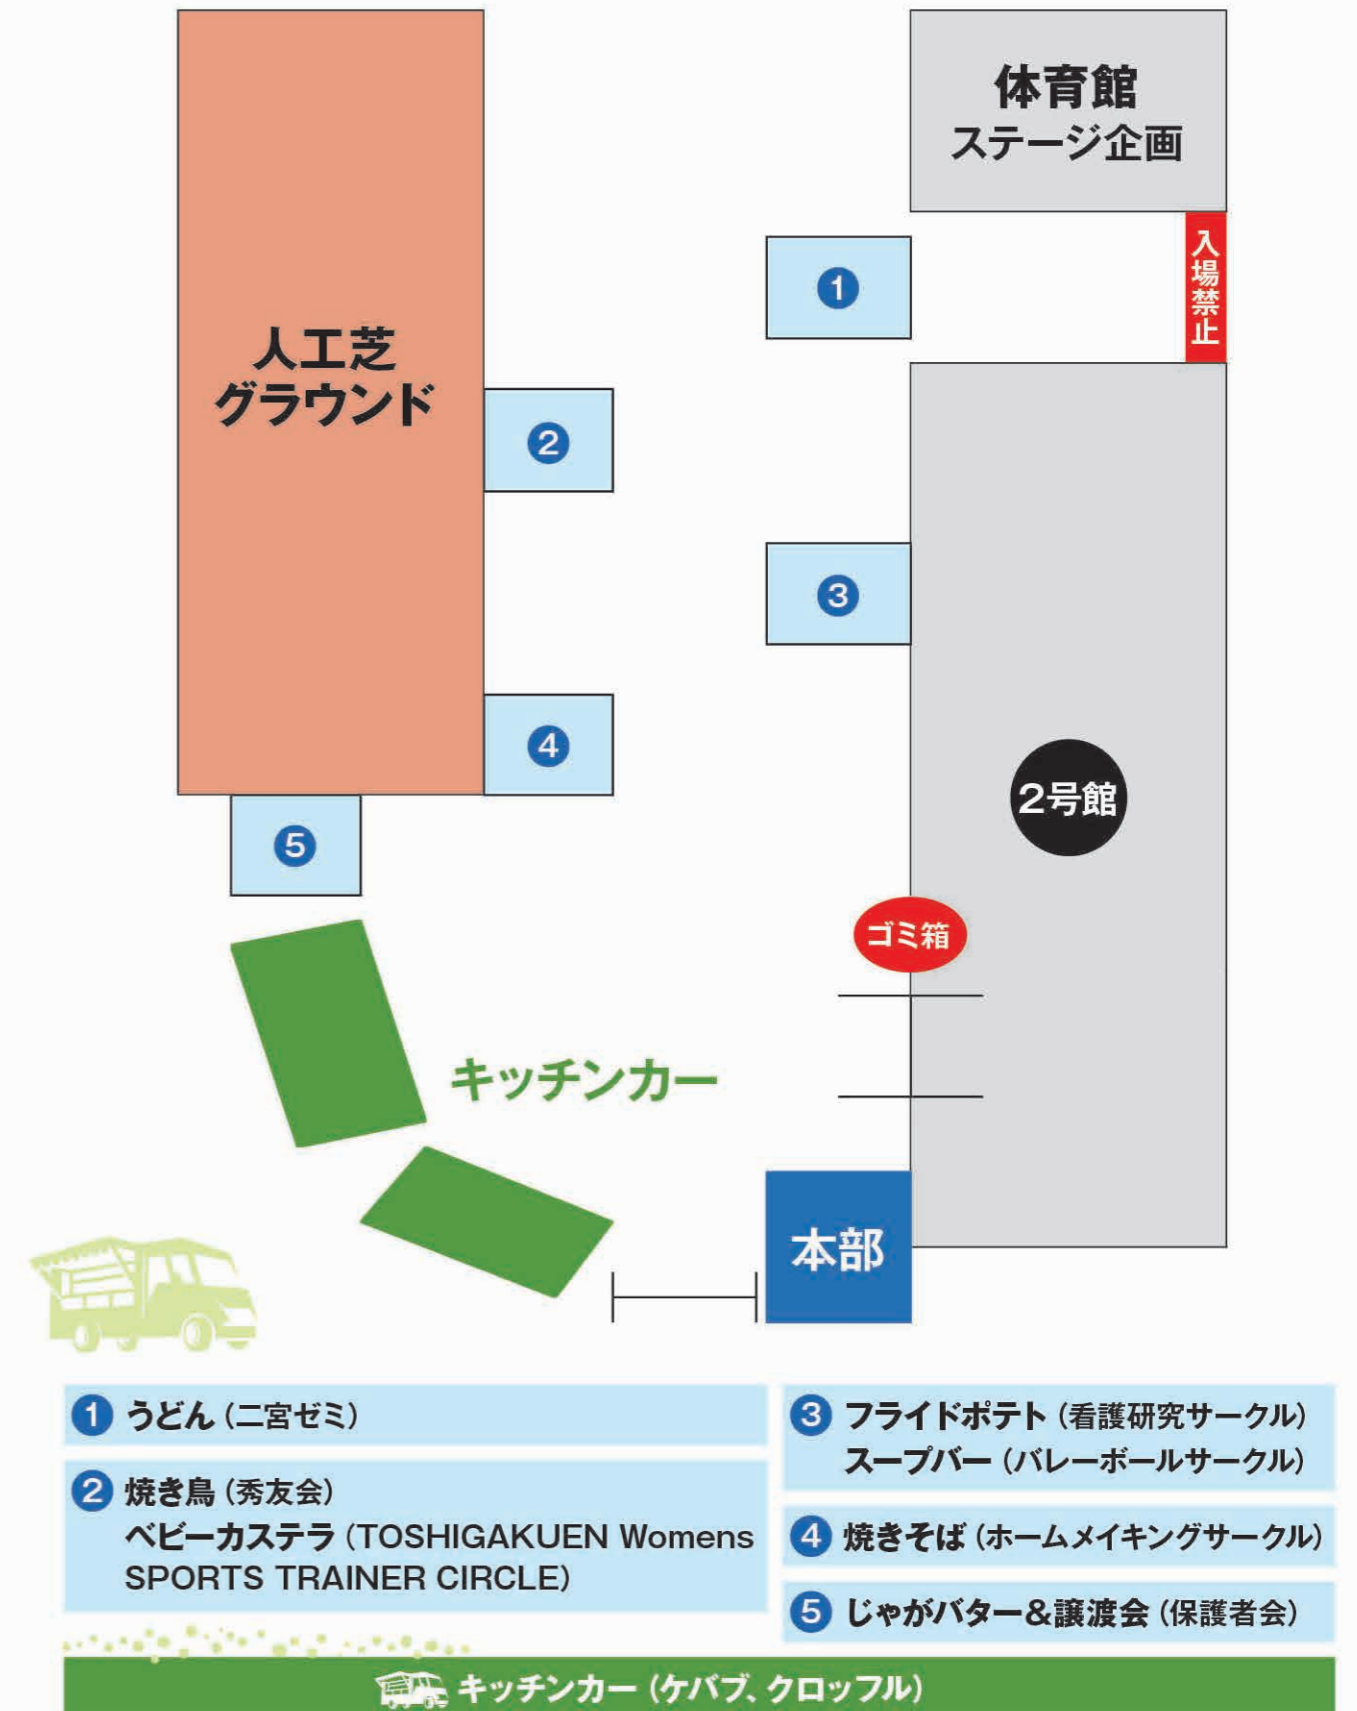 体育館
ステージ企画
入場禁止
1
人工芝
グラウンド
2
3
4
2号館
5
ゴミ箱
キッチンカー
本部
1 うどん（二宮ゼミ）
2 焼き鳥（秀友会）
ベビーカステラ（TOSHIGAKUEN Womens
SPORTS TRAINER CIRCLE）
3 フライドポテト（看護研究サークル）
スープバー（バレーボールサークル）
4 焼きそば（ホームメイキングサークル）
5 じゃがバター＆譲渡会（保護者会）
キッチンカー（ケバブ、クロッフル）